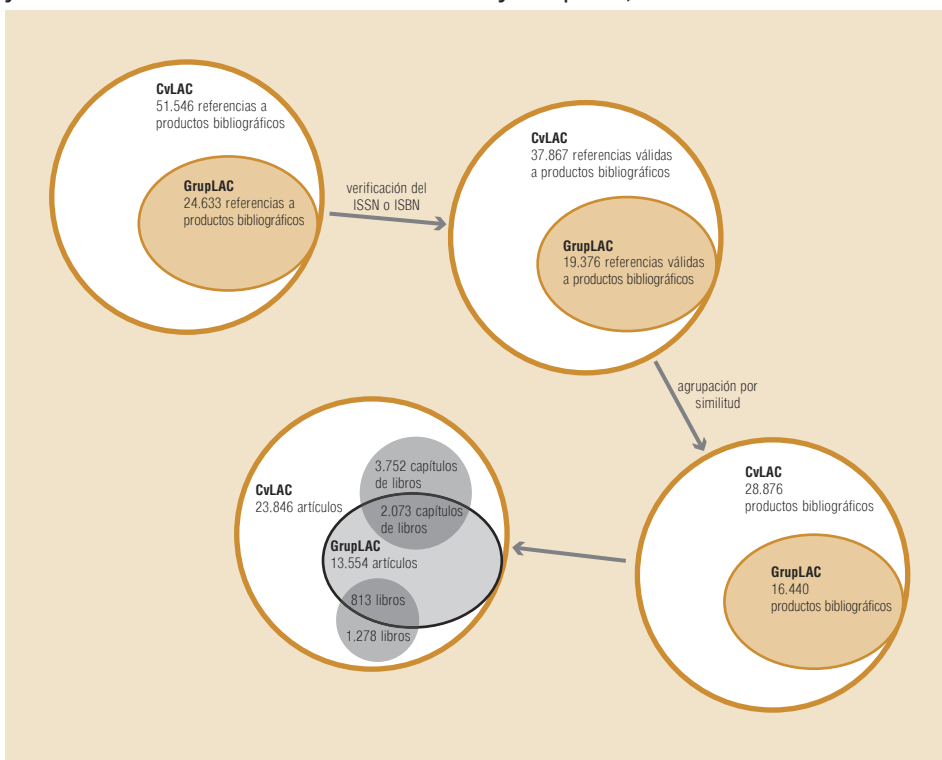 CvLAC
51.546 referencias a
productos bibliográficos
GrupLAC
24.633 referencias a
productos bibliográficos
verificación del
ISSN o ISBN
CvLAC
37.867 referencias válidas
a productos bibliográficos
GrupLAC
19.376 referencias válidas
a productos bibliográficos
agrupación por
similitud
CvLAC
28.876
productos bibliográficos
GrupLAC
16.440
productos bibliográficos
3.752 capítulos
de libros
CvLAC
23.846 artículos
2.073 capítulos
de libros
GrupLAC
13.554 artículos
813 libros
1.278 libros